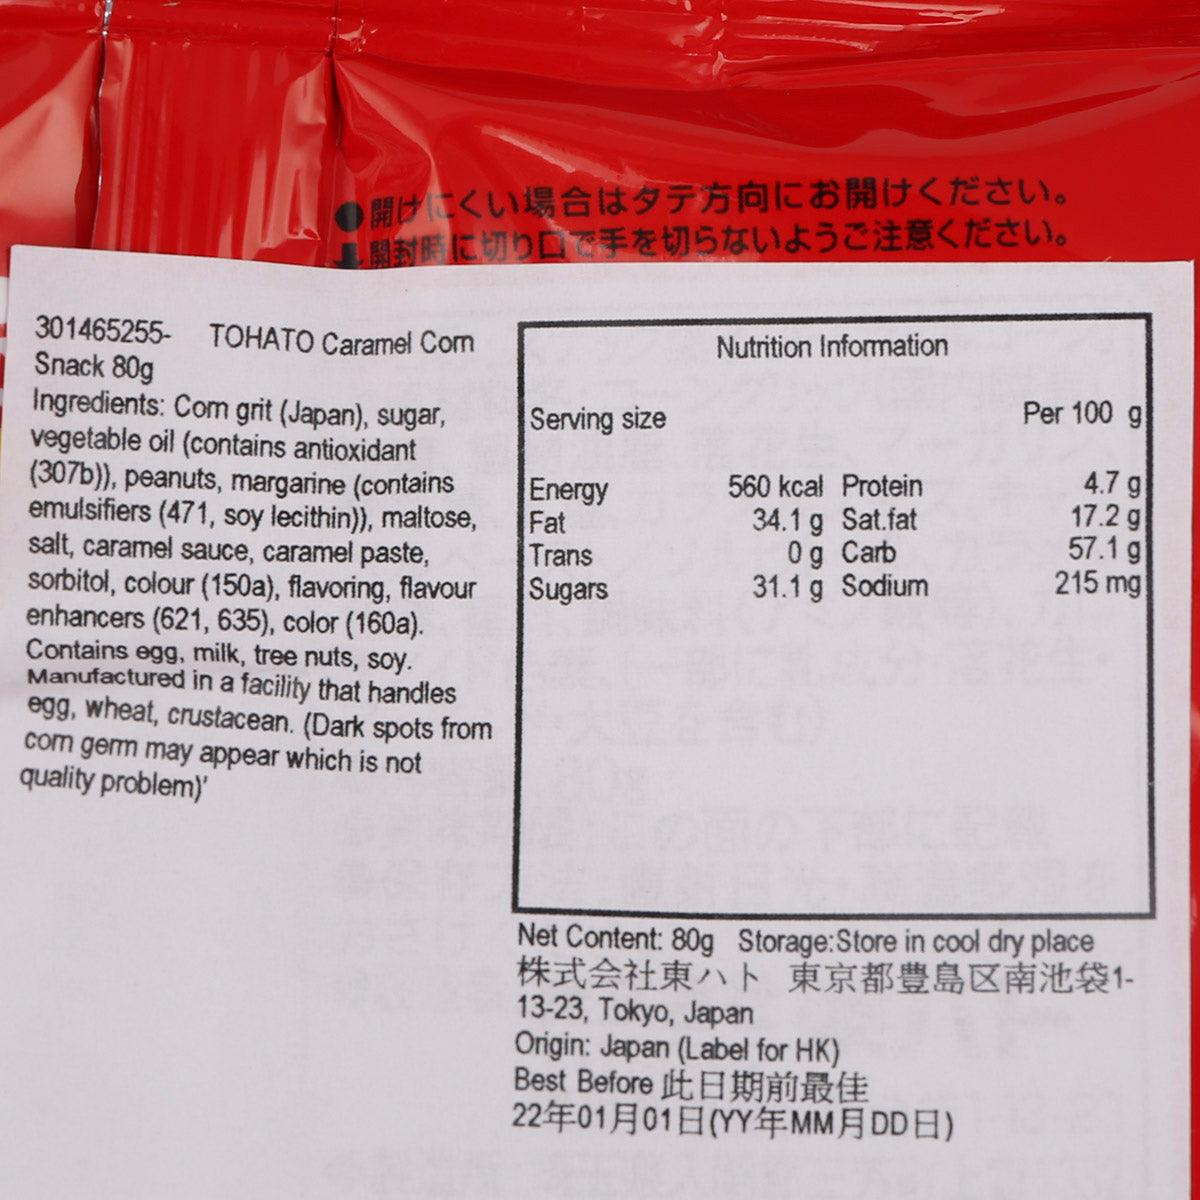 ●開けにくい場合はタテ方向にお開けください。
開封時に切り口で手を切らないようご注意ください。
301465255- TOHATO Caramel Corn
Snack 80g
Ingredients: Corn grit (Japan), sugar,
vegetable oil (contains antioxidant
(307b)), peanuts, margarine (contains
emulsifiers (471, soy lecithin)), maltose,
salt, caramel sauce, caramel paste,
sorbitol, colour (150a), flavoring, flavour
enhancers (621, 635), color (160a).
Contains egg, milk, tree nuts, soy.
Manufactured in a facility that handles
egg, wheat, crustacean. (Dark spots from
corn germ may appear which is not
quality problem)'
Nutrition Information
Serving size Per 100 g
Energy 560 kcal Protein 4.7 g
Fat 34.1 g Sat.fat 17.2 g
Trans 0 g Carb 57.1 g
Sugars 31.1 g Sodium 215 mg
Net Content: 80g Storage:Store in cool dry place
株式会社東ハト 東京都豊島区南池袋1-
13-23, Tokyo, Japan
Origin: Japan (Label for HK)
Best Before 此日期前最佳
22年01月01日(YY年MM月DD日)